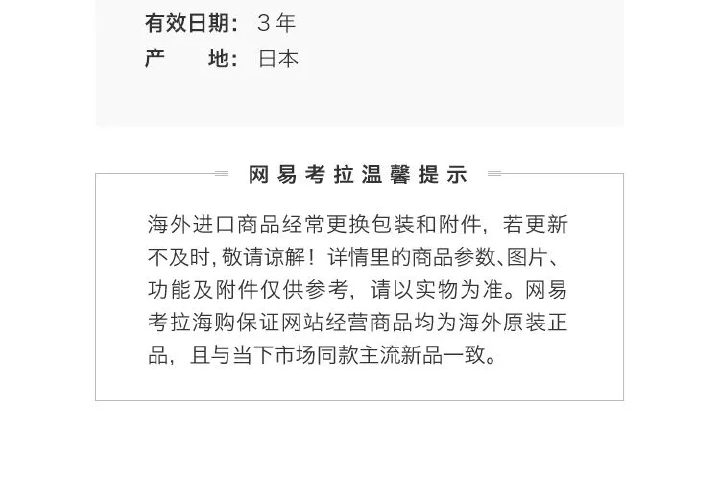 有效日期： 3 年
产　　地： 日本
网易考拉温馨提示
海外进口商品经常更换包装和附件，若更新
不及时，敬请谅解！详情里的商品参数、图片、
功能及附件仅供参考，请以实物为准。网易
考拉海购保证网站经营商品均为海外原装正
品，且与当下市场同款主流新品一致。